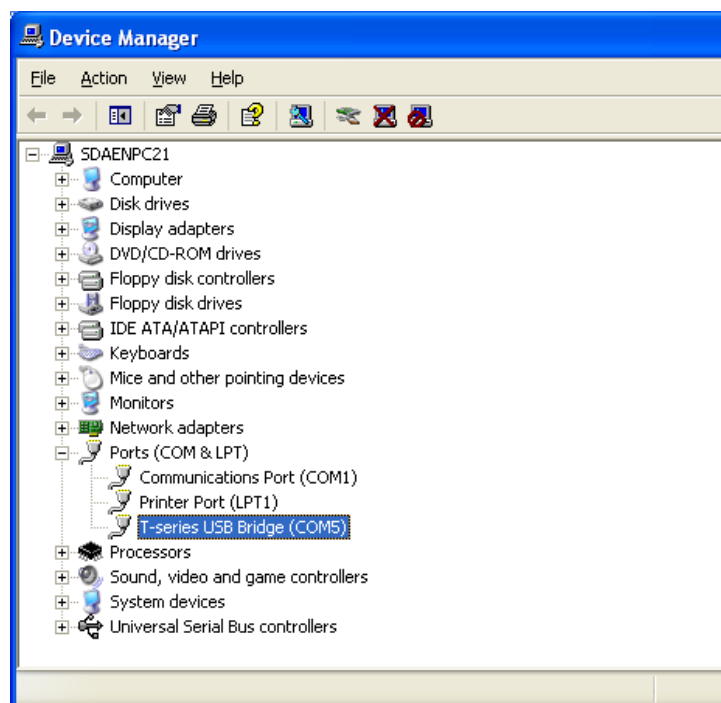 Device Manager
File Action View Help
SDAENPC21
Computer
Disk drives
Display adapters
DVD/CD-ROM drives
Floppy disk controllers
Floppy disk drives
IDE ATA/ATAPI controllers
Keyboards
Mice and other pointing devices
Monitors
Network adapters
Ports (COM & LPT)
Communications Port (COM1)
Printer Port (LPT1)
T-series USB Bridge (COM5)
Processors
Sound, video and game controllers
System devices
Universal Serial Bus controllers